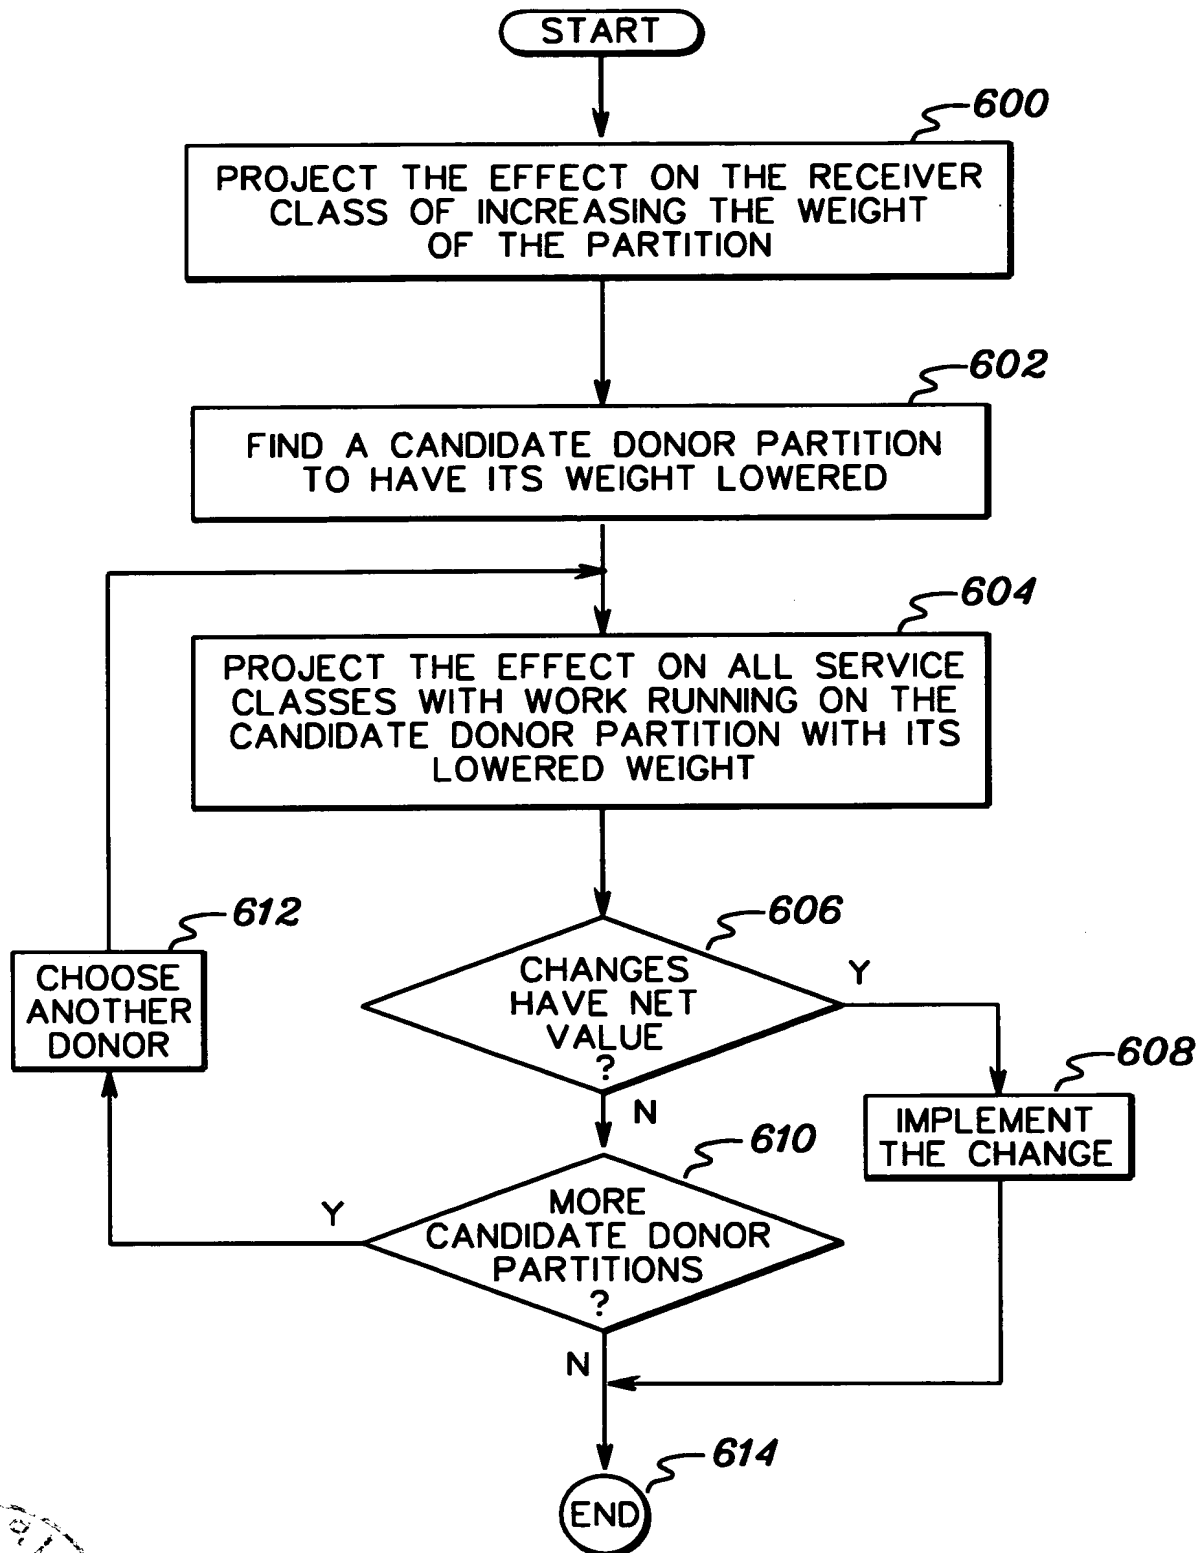 START
600
PROJECT THE EFFECT ON THE RECEIVER
CLASS OF INCREASING THE WEIGHT
OF THE PARTITION
602
FIND A CANDIDATE DONOR PARTITION
TO HAVE ITS WEIGHT LOWERED
604
PROJECT THE EFFECT ON ALL SERVICE
CLASSES WITH WORK RUNNING ON THE
CANDIDATE DONOR PARTITION WITH ITS
LOWERED WEIGHT
606
CHANGES
HAVE NET
VALUE
?
Y
N
612
CHOOSE
ANOTHER
DONOR
608
IMPLEMENT
THE CHANGE
610
MORE
CANDIDATE DONOR
PARTITIONS
?
Y
N
614
END